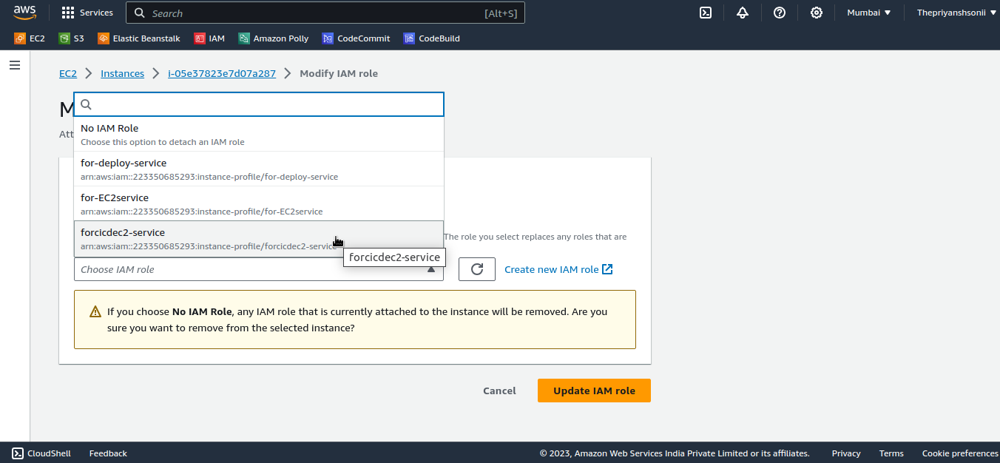 aws
Services
Search [Alt+S]
Mumbai
Thepriyanshsonii
EC2 S3 Elastic Beanstalk IAM Amazon Polly CodeCommit CodeBuild
EC2 Instances i-05e37823e7d07a287 Modify IAM role
M
Att
No IAM Role
Choose this option to detach an IAM role
for-deploy-service
arn:aws:iam::223350685293:instance-profile/for-deploy-service
for-EC2service
arn:aws:iam::223350685293:instance-profile/for-EC2service
forcicdec2-service
arn:aws:iam::223350685293:instance-profile/forcicdec2-service
The role you select replaces any roles that are
forcicdec2-service
Choose IAM role
Create new IAM role
If you choose No IAM Role, any IAM role that is currently attached to the instance will be removed. Are you
sure you want to remove from the selected instance?
Cancel Update IAM role
CloudShell Feedback © 2023, Amazon Web Services India Private Limited or its affiliates. Privacy Terms Cookie preferences